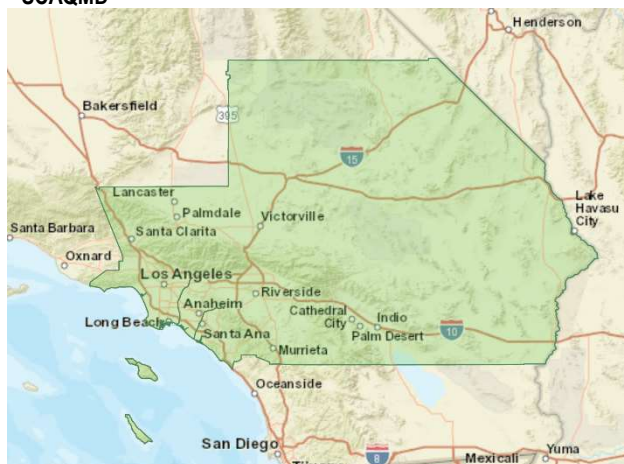 Henderson
Bakersfield
395
15
Lancaster
Palmdale
Lake
Havasu
City
Santa Barbara
Santa Clarita
Victorville
Oxnard
Los Angeles
Riverside
Anaheim
Cathedral
City
Indio
Long Beach
Santa Ana
Palm Desert
10
Murrieta
Oceanside
San Diego
8
Mexicali
Yuma